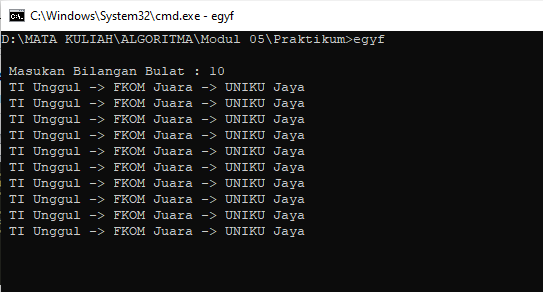 C:\Windows\System32\cmd.exe - egyf
D:\MATA KULIAH\ALGORITMA\Modul 05\Praktikum>egyf
Masukan Bilangan Bulat : 10
TI Unggul -> FKOM Juara -> UNIKU Jaya
TI Unggul -> FKOM Juara -> UNIKU Jaya
TI Unggul -> FKOM Juara -> UNIKU Jaya
TI Unggul -> FKOM Juara -> UNIKU Jaya
TI Unggul -> FKOM Juara -> UNIKU Jaya
TI Unggul -> FKOM Juara -> UNIKU Jaya
TI Unggul -> FKOM Juara -> UNIKU Jaya
TI Unggul -> FKOM Juara -> UNIKU Jaya
TI Unggul -> FKOM Juara -> UNIKU Jaya
TI Unggul -> FKOM Juara -> UNIKU Jaya